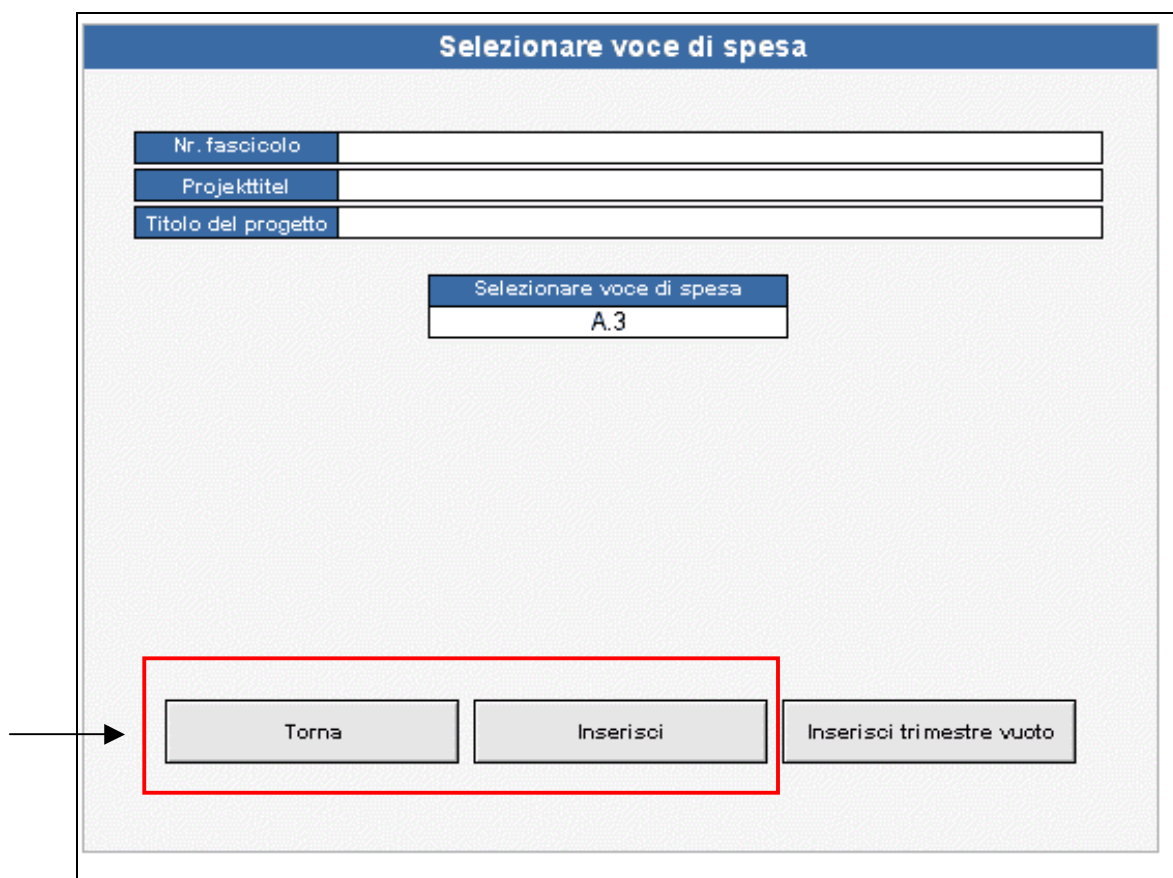 Selezionare voce di spesa
Nr. fascicolo
Projekttitel
Titolo del progetto
Selezionare voce di spesa
A.3
Torna
Inserisci
Inserisci trimestre vuoto